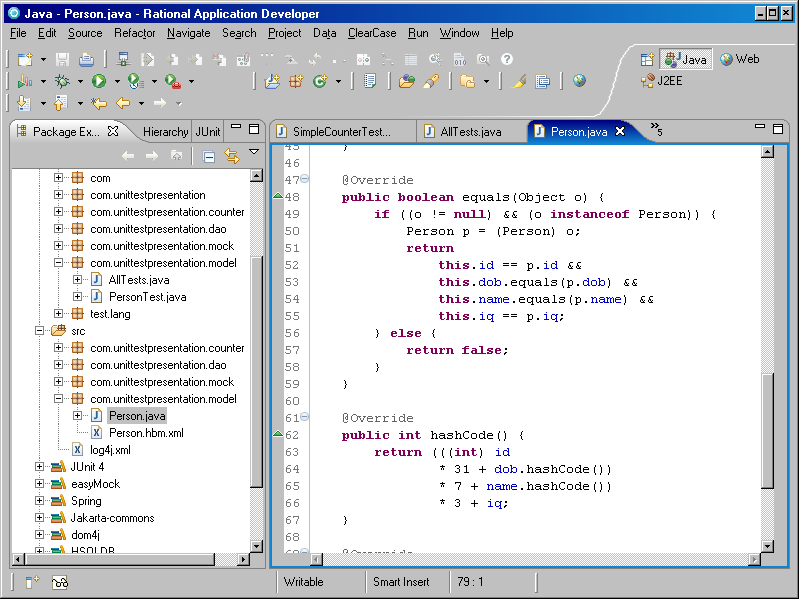 Java - Person.java - Rational Application Developer
File Edit Source Refactor Navigate Search Project Data ClearCase Run Window Help
Java Web
J2EE
Package Ex... Hierarchy JUnit
com
com.unittestpresentation
com.unittestpresentation.counter
com.unittestpresentation.dao
com.unittestpresentation.mock
com.unittestpresentation.model
AllTests.java
PersonTest.java
test.lang
src
com.unittestpresentation.counter
com.unittestpresentation.dao
com.unittestpresentation.mock
com.unittestpresentation.model
Person.java
Person.hbm.xml
log4j.xml
JUnit 4
easyMock
Spring
Jakarta-commons
dom4j
HSQLDB
SimpleCounterTest... AllTests.java Person.java »5
45 }
46
47 @Override
48 public boolean equals(Object o) {
49 if ((o != null) && (o instanceof Person)) {
50 Person p = (Person) o;
51 return
52 this.id == p.id &&
53 this.dob.equals(p.dob) &&
54 this.name.equals(p.name) &&
55 this.iq == p.iq;
56 } else {
57 return false;
58 }
59 }
60
61 @Override
62 public int hashCode() {
63 return (((int) id
64 * 31 + dob.hashCode())
65 * 7 + name.hashCode())
66 * 3 + iq;
67 }
68
69 @Override
Writable Smart Insert 79 : 1